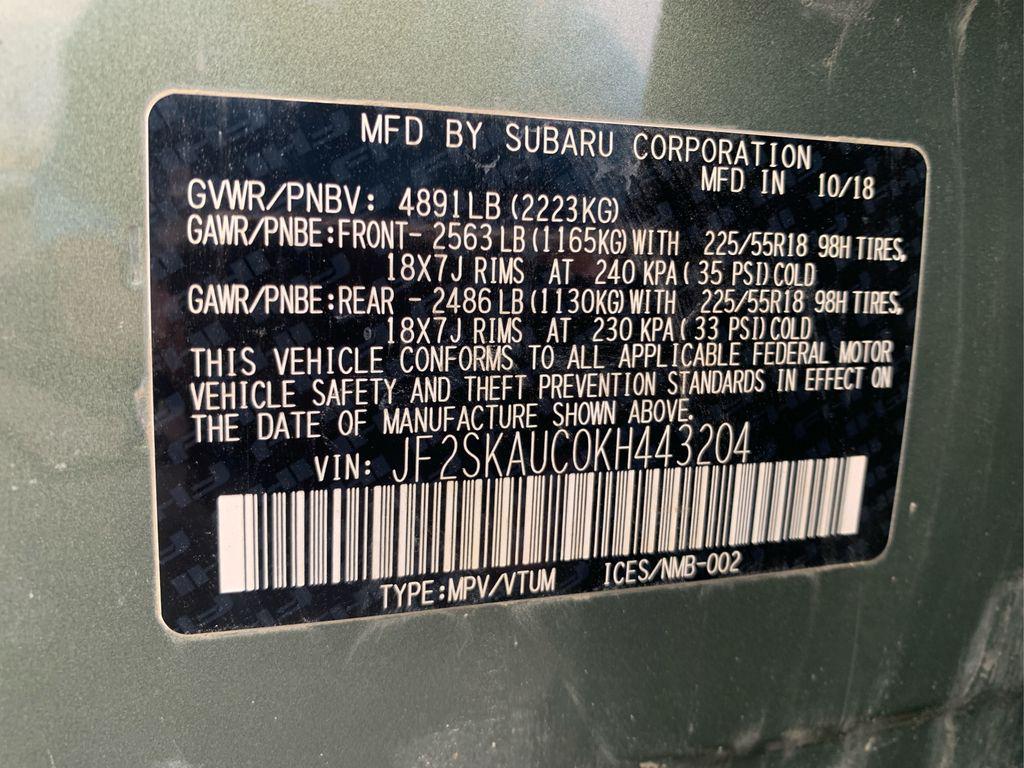 MFD BY SUBARU CORPORATION
MFD IN 10/18
GVWR/PNBV: 4891LB (2223KG)
GAWR/PNBE:FRONT- 2563 LB (1165KG) WITH 225/55R18 98H TIRES,
18X7J RIMS AT 240 KPA ( 35 PSI) COLD
GAWR/PNBE:REAR - 2486 LB (1130KG) WITH 225/55R18 98H TIRES,
18X7J RIMS AT 230 KPA ( 33 PSI) COLD
THIS VEHICLE CONFORMS TO ALL APPLICABLE FEDERAL MOTOR
VEHICLE SAFETY AND THEFT PREVENTION STANDARDS IN EFFECT ON
THE DATE OF MANUFACTURE SHOWN ABOVE.
VIN: JF2SKAUC0KH443204
TYPE:MPV/VTUM ICES/NMB-002